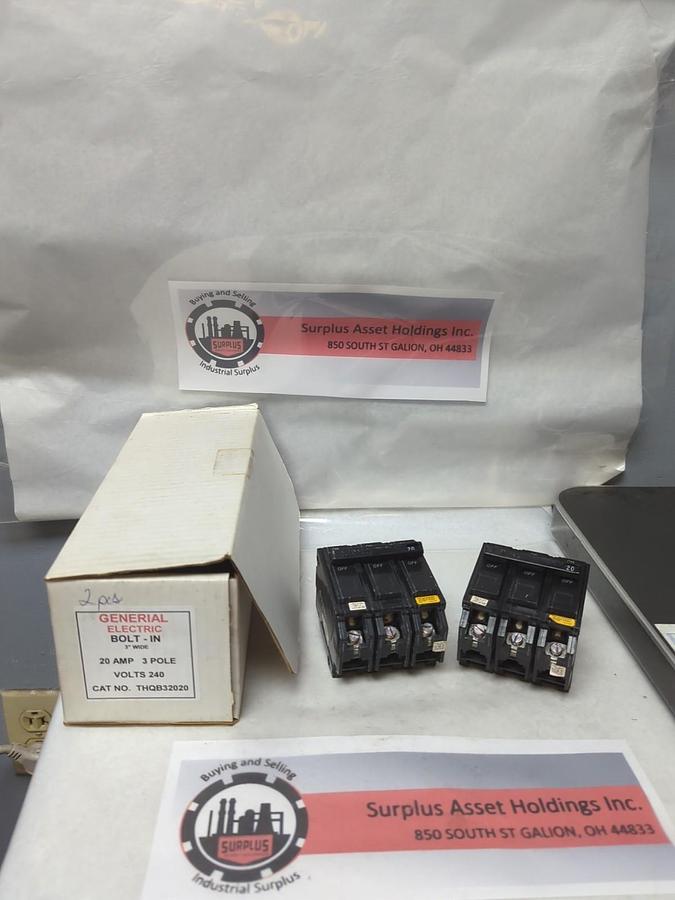 Buying and Selling
SURPLUS
Industrial Surplus
Surplus Asset Holdings Inc.
850 SOUTH ST GALION, OH 44833
2 pcs
GENERIAL
ELECTRIC
BOLT - IN
3" WIDE
20 AMP 3 POLE
VOLTS 240
CAT NO. THQB32020
20
OFF OFF OFF
20
OFF OFF OFF
Buying and Selling
SURPLUS
Industrial Surplus
Surplus Asset Holdings Inc.
850 SOUTH ST GALION, OH 44833